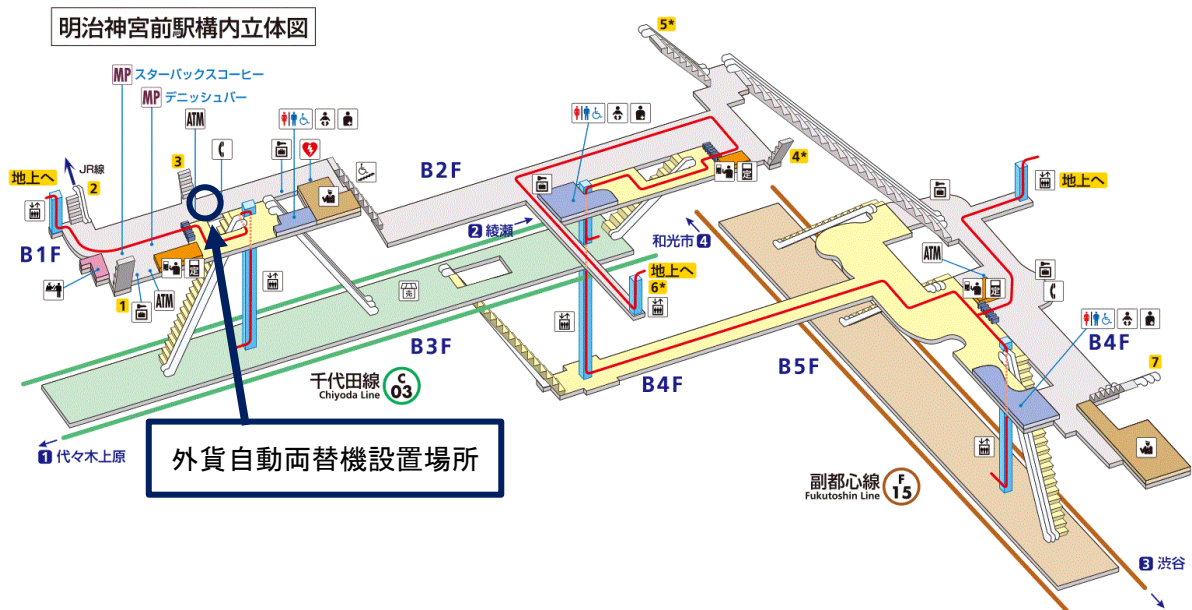 明治神宮前駅構内立体図
MP スターバックスコーヒー
MP デニッシュバー
ATM
JR線
3
2
地上へ
B1F
1
ATM
B2F
5*
4*
2 綾瀬
和光市 4
地上へ
6*
地上へ
ATM
定
定
定
売
B3F
B4F
B5F
B4F
7
千代田線 C 03
Chiyoda Line
1 代々木上原
外貨自動両替機設置場所
副都心線 F 15
Fukutoshin Line
3 渋谷